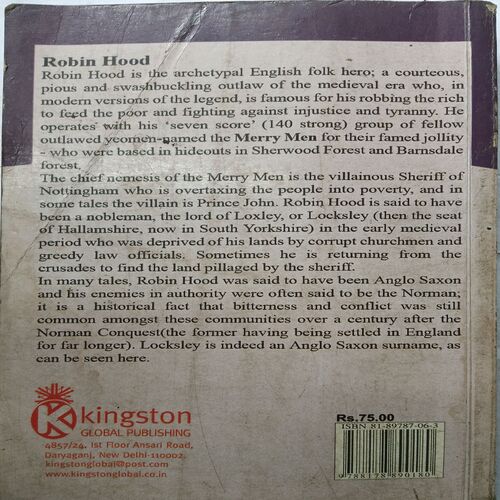 Robin Hood
Robin Hood is the archetypal English folk hero; a courteous,
pious and swashbuckling outlaw of the medieval era who, in
modern versions of the legend, is famous for his robbing the rich
to feed the poor and fighting against injustice and tyranny. He
operates with his 'seven score' (140 strong) group of fellow
outlawed yeomen-named the Merry Men for their famed jollity
- who were based in hideouts in Sherwood Forest and Barnsdale
forest.
The chief nemesis of the Merry Men is the villainous Sheriff of
Nottingham who is overtaxing the people into poverty, and in
some tales the villain is Prince John. Robin Hood is said to have
been a nobleman, the lord of Loxley, or Locksley (then the seat
of Hallamshire, now in South Yorkshire) in the early medieval
period who was deprived of his lands by corrupt churchmen and
greedy law officials. Sometimes he is returning from the
crusades to find the land pillaged by the sheriff.
In many tales, Robin Hood was said to have been Anglo Saxon
and his enemies in authority were often said to be the Norman;
it is a historical fact that bitterness and conflict was still
common amongst these communities over a century after the
Norman Conquest(the former having being settled in England
for far longer). Locksley is indeed an Anglo Saxon surname, as
can be seen here.
kingston
GLOBAL PUBLISHING
4857/24, Ist Floor Ansari Road,
Daryaganj, New Delhi-110002.
kingstonglobal@post.com
www.kingstonglobal.co.in
Rs.75.00
ISBN 81-89787-06-3
9 788178 890180